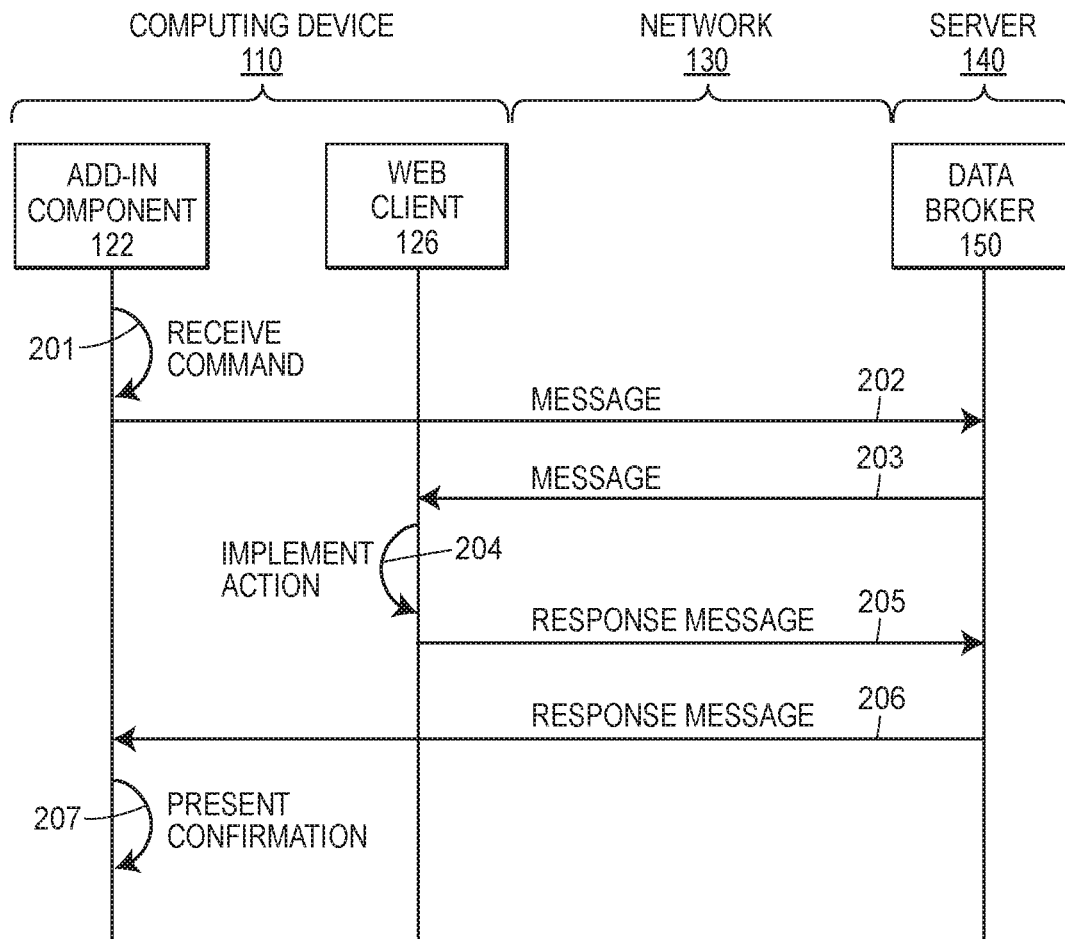 COMPUTING DEVICE
110
NETWORK
130
SERVER
140
ADD-IN
COMPONENT
122
WEB
CLIENT
126
DATA
BROKER
150
201
RECEIVE
COMMAND
MESSAGE
202
MESSAGE
203
IMPLEMENT
ACTION
204
RESPONSE MESSAGE
205
RESPONSE MESSAGE
206
207
PRESENT
CONFIRMATION